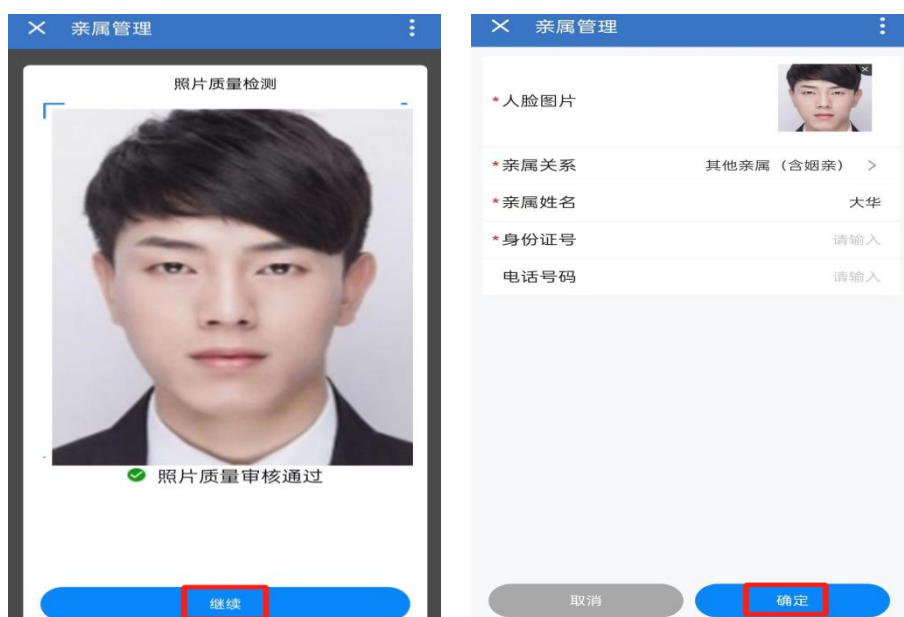 亲属管理
照片质量检测
照片质量审核通过
继续
亲属管理
*人脸图片
*亲属关系 其他亲属（含姻亲） >
*亲属姓名 大华
*身份证号 请输入
电话号码 请输入
取消 确定